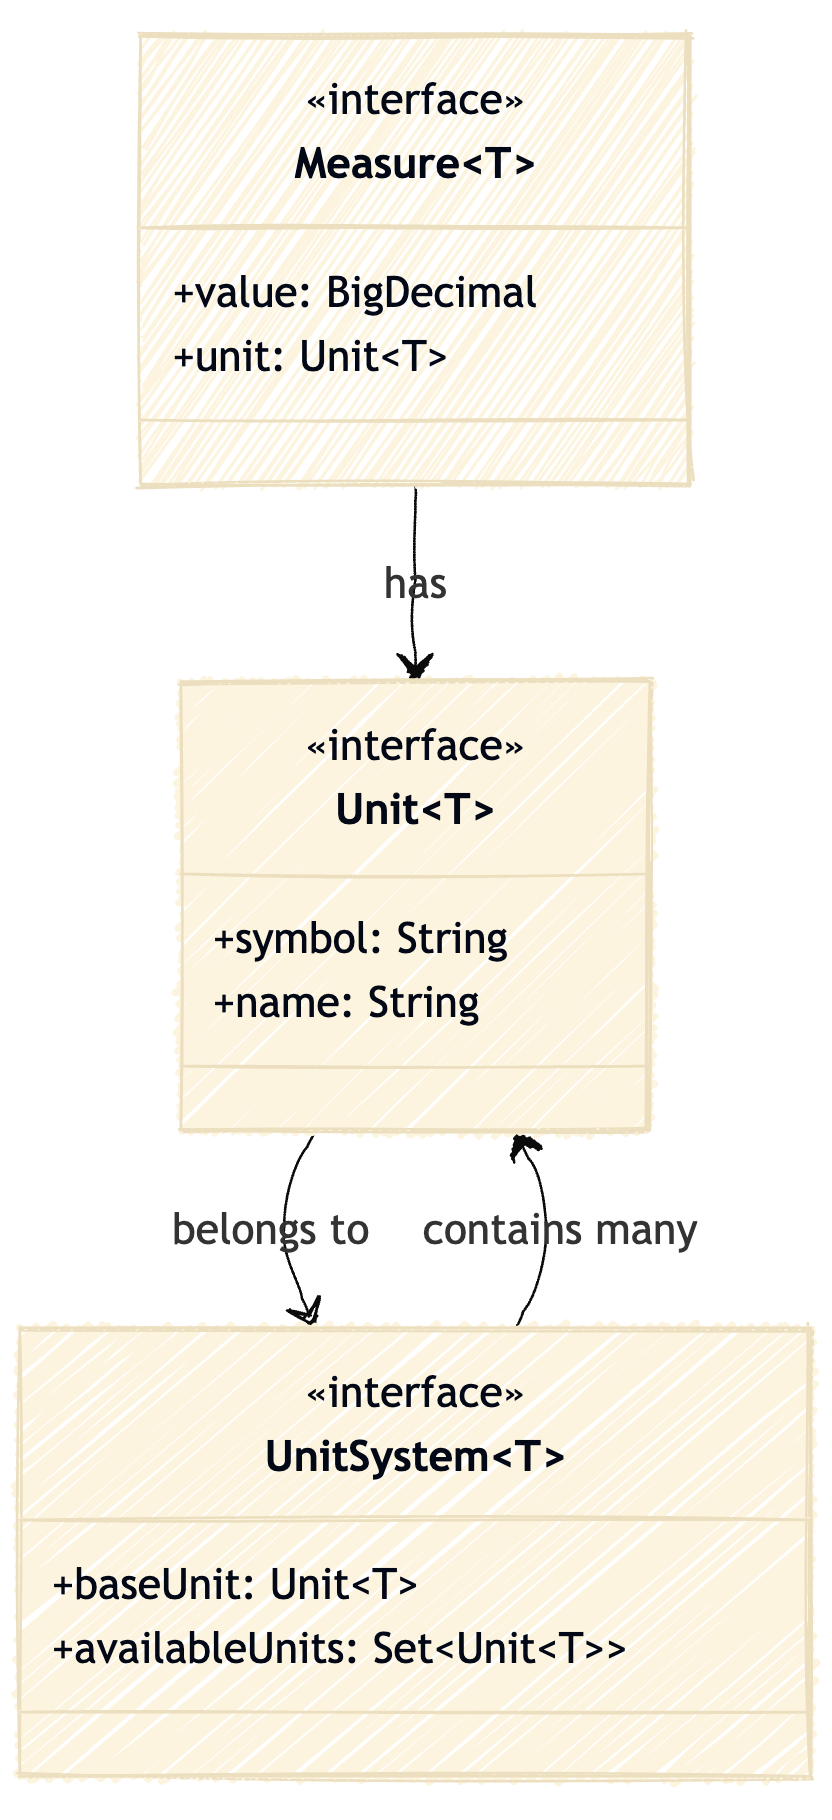 «interface»
Measure<T>
+value: BigDecimal
+unit: Unit<T>
has
«interface»
Unit<T>
+symbol: String
+name: String
belongs to
contains many
«interface»
UnitSystem<T>
+baseUnit: Unit<T>
+availableUnits: Set<Unit<T>>